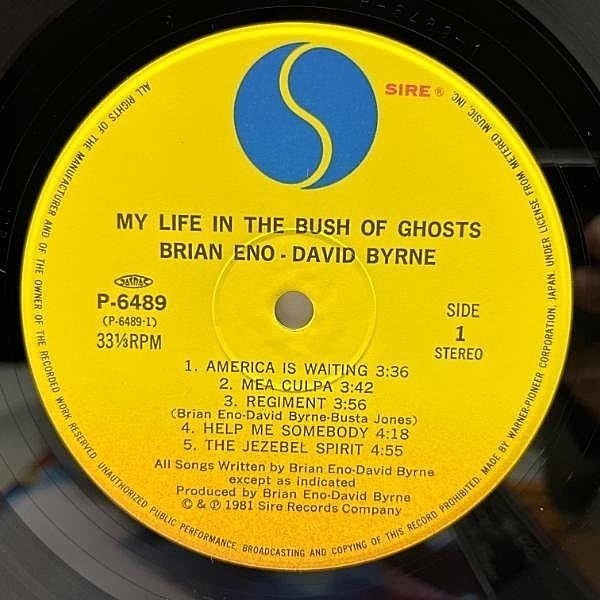 P-6489-1
SIRE ®
MY LIFE IN THE BUSH OF GHOSTS
BRIAN ENO - DAVID BYRNE
JASRAC
P-6489
(P-6489-1)
33⅓RPM
SIDE
1
STEREO
1. AMERICA IS WAITING 3:36
2. MEA CULPA 3:42
3. REGIMENT 3:56
(Brian Eno-David Byrne-Busta Jones)
4. HELP ME SOMEBODY 4:18
5. THE JEZEBEL SPIRIT 4:55
All Songs Written by Brian Eno-David Byrne
except as indicated
Produced by Brian Eno-David Byrne
© & ℗ 1981 Sire Records Company
ALL RIGHTS OF THE MANUFACTURER AND OF THE OWNER OF THE RECORDED WORK RESERVED. UNAUTHORIZED PUBLIC PERFORMANCE, BROADCASTING AND COPYING OF THIS RECORD PROHIBITED. MADE BY WARNER-PIONEER CORPORATION, JAPAN. UNDER LICENSE FROM METERED MUSIC, INC.